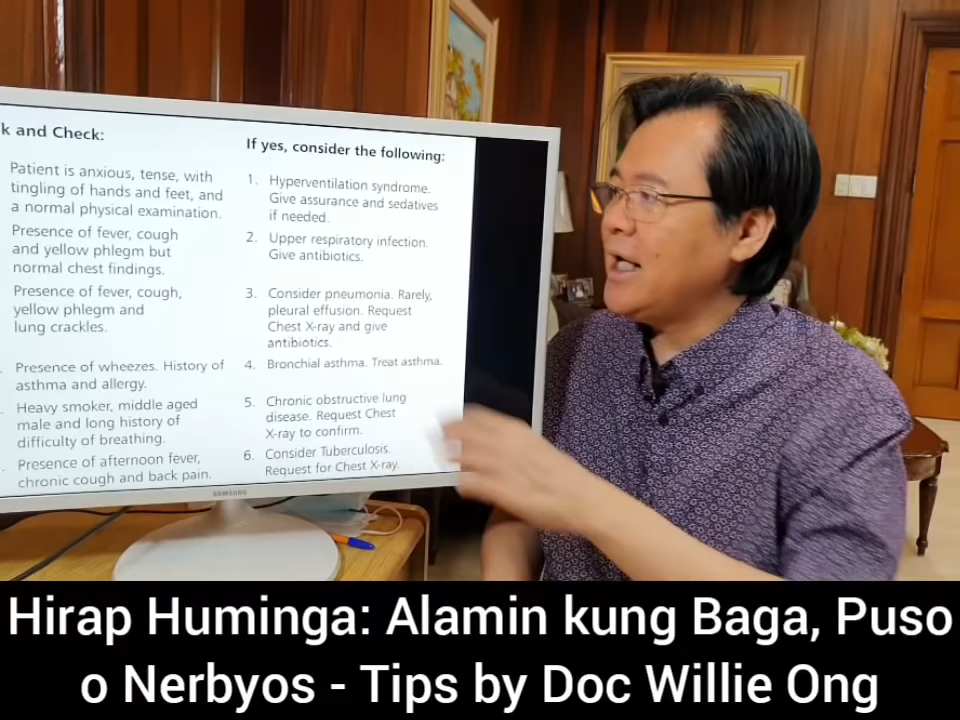 k and Check:
Patient is anxious, tense, with
tingling of hands and feet, and
a normal physical examination.
Presence of fever, cough
and yellow phlegm but
normal chest findings.
Presence of fever, cough,
yellow phlegm and
lung crackles.
Presence of wheezes. History of
asthma and allergy.
Heavy smoker, middle aged
male and long history of
difficulty of breathing.
Presence of afternoon fever,
chronic cough and back pain.
If yes, consider the following:
1. Hyperventilation syndrome.
Give assurance and sedatives
if needed.
2. Upper respiratory infection.
Give antibiotics.
3. Consider pneumonia. Rarely,
pleural effusion. Request
Chest X-ray and give
antibiotics.
4. Bronchial asthma. Treat asthma.
5. Chronic obstructive lung
disease. Request Chest
X-ray to confirm.
6. Consider Tuberculosis.
Request for Chest X-ray.
SAMSUNG
Hirap Huminga: Alamin kung Baga, Puso
o Nerbyos - Tips by Doc Willie Ong